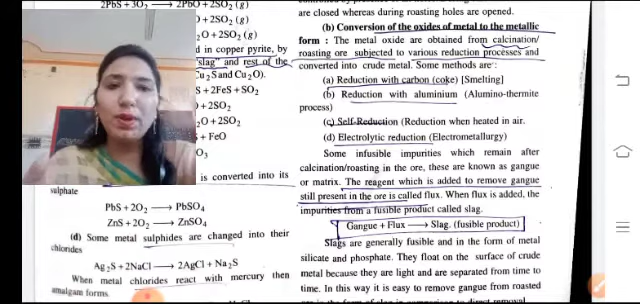 2PbS + 3O₂ ⟶ 2PbO + 2SO₂ (g)
O + 2SO₂ (g)
₂O + 2SO₂ (g)
d in copper pyrite, by
"slag" and rest of the
Cu₂S and Cu₂O).
S + 2FeS + SO₂
+ 2SO₂
₂O + 2SO₂
+ FeO
O₃
is converted into its
sulphate
PbS + 2O₂ ⟶ PbSO₄
ZnS + 2O₂ ⟶ ZnSO₄
(d) Some metal sulphides are changed into their
chlorides
Ag₂S + 2NaCl ⟶ 2AgCl + Na₂S
When metal chlorides react with mercury then
amalgam forms.
are closed whereas during roasting holes are opened.
(b) Conversion of the oxides of metal to the metallic
form : The metal oxide are obtained from calcination/
roasting ore subjected to various reduction processes and
converted into crude metal. Some methods are :
(a) Reduction with carbon (coke) [Smelting]
(b) Reduction with aluminium (Alumino-thermite
process)
(c) Self-Reduction (Reduction when heated in air.
(d) Electrolytic reduction (Electrometallurgy)
Some infusible impurities which remain after
calcination/roasting in the ore, these are known as gangue
or matrix. The reagent which is added to remove gangue
still present in the ore is called flux. When flux is added, the
impurities from a fusible product called slag.
Gangue + Flux ⟶ Slag. (fusible product)
Slags are generally fusible and in the form of metal
silicate and phosphate. They float on the surface of crude
metal because they are light and are separated from time to
time. In this way it is easy to remove gangue from roasted